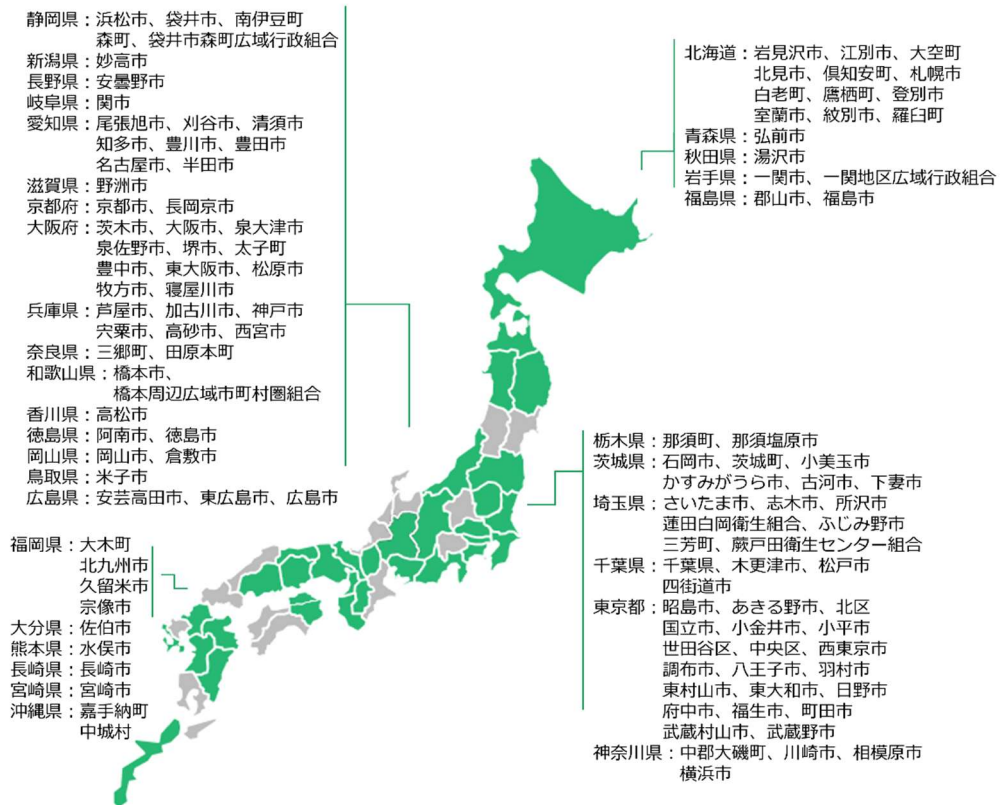 静岡県：浜松市、袋井市、南伊豆町
森町、袋井市森町広域行政組合
新潟県：妙高市
長野県：安曇野市
岐阜県：関市
愛知県：尾張旭市、刈谷市、清須市
知多市、豊川市、豊田市
名古屋市、半田市
滋賀県：野洲市
京都府：京都市、長岡京市
大阪府：茨木市、大阪市、泉大津市
泉佐野市、堺市、太子町
豊中市、東大阪市、松原市
牧方市、寝屋川市
兵庫県：芦屋市、加古川市、神戸市
宍粟市、高砂市、西宮市
奈良県：三郷町、田原本町
和歌山県：橋本市、
橋本周辺広域市町村圏組合
香川県：高松市
徳島県：阿南市、徳島市
岡山県：岡山市、倉敷市
鳥取県：米子市
広島県：安芸高田市、東広島市、広島市
福岡県：大木町
北九州市
久留米市
宗像市
大分県：佐伯市
熊本県：水俣市
長崎県：長崎市
宮崎県：宮崎市
沖縄県：嘉手納町
中城村
北海道：岩見沢市、江別市、大空町
北見市、倶知安町、札幌市
白老町、鷹栖町、登別市
室蘭市、紋別市、羅臼町
青森県：弘前市
秋田県：湯沢市
岩手県：一関市、一関地区広域行政組合
福島県：郡山市、福島市
栃木県：那須町、那須塩原市
茨城県：石岡市、茨城町、小美玉市
かすみがうら市、古河市、下妻市
埼玉県：さいたま市、志木市、所沢市
蓮田白岡衛生組合、ふじみ野市
三芳町、蕨戸田衛生センター組合
千葉県：千葉県、木更津市、松戸市
四街道市
東京都：昭島市、あきる野市、北区
国立市、小金井市、小平市
世田谷区、中央区、西東京市
調布市、八王子市、羽村市
東村山市、東大和市、日野市
府中市、福生市、町田市
武蔵村山市、武蔵野市
神奈川県：中郡大磯町、川崎市、相模原市
横浜市